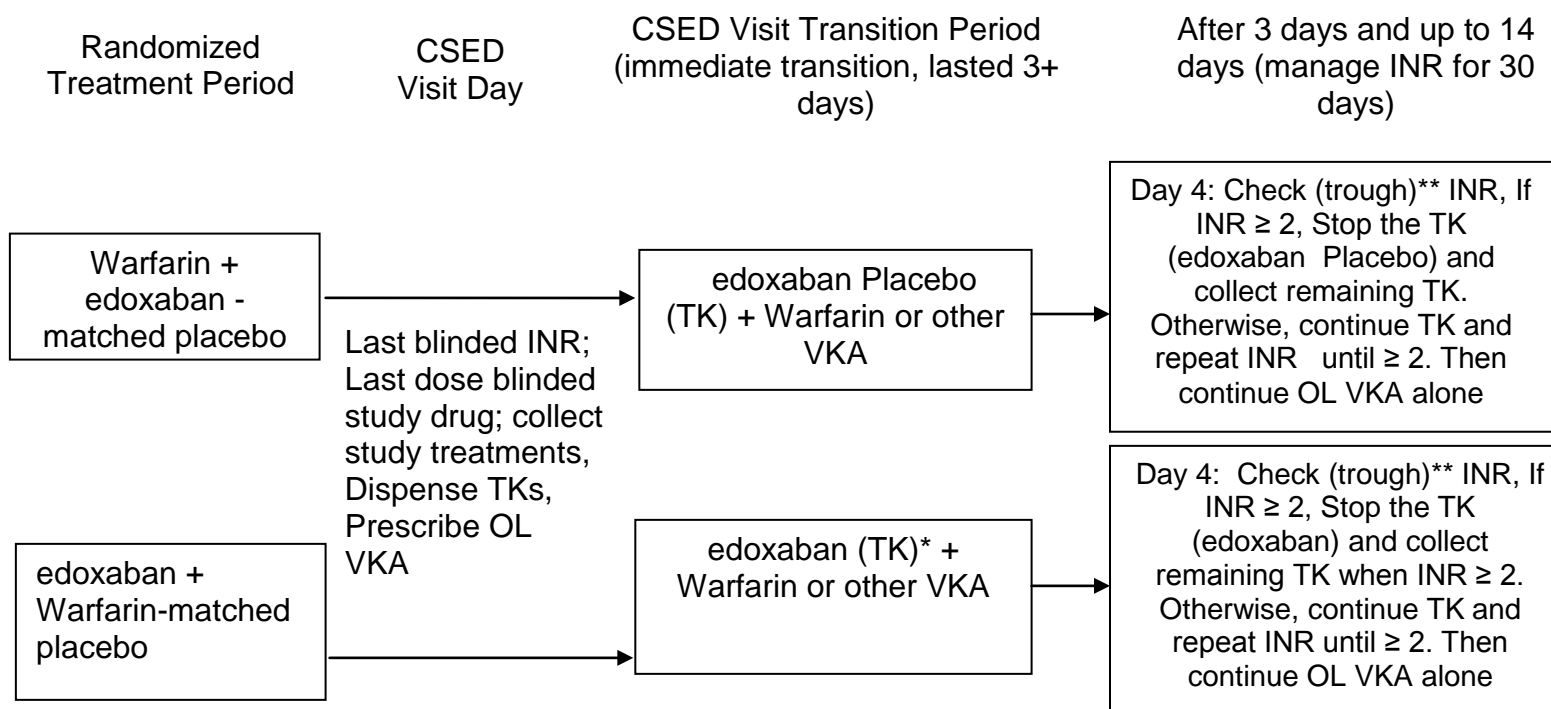 Randomized
Treatment Period
CSED
Visit Day
CSED Visit Transition Period
(immediate transition, lasted 3+
days)
After 3 days and up to 14
days (manage INR for 30
days)
Warfarin +
edoxaban -
matched placebo
Last blinded INR;
Last dose blinded
study drug; collect
study treatments,
Dispense TKs,
Prescribe OL
VKA
edoxaban Placebo
(TK) + Warfarin or other
VKA
Day 4: Check (trough)** INR, If
INR ≥ 2, Stop the TK
(edoxaban Placebo) and
collect remaining TK.
Otherwise, continue TK and
repeat INR until ≥ 2. Then
continue OL VKA alone
edoxaban +
Warfarin-matched
placebo
edoxaban (TK)* +
Warfarin or other VKA
Day 4: Check (trough)** INR, If
INR ≥ 2, Stop the TK
(edoxaban) and collect
remaining TK when INR ≥ 2.
Otherwise, continue TK and
repeat INR until ≥ 2. Then
continue OL VKA alone